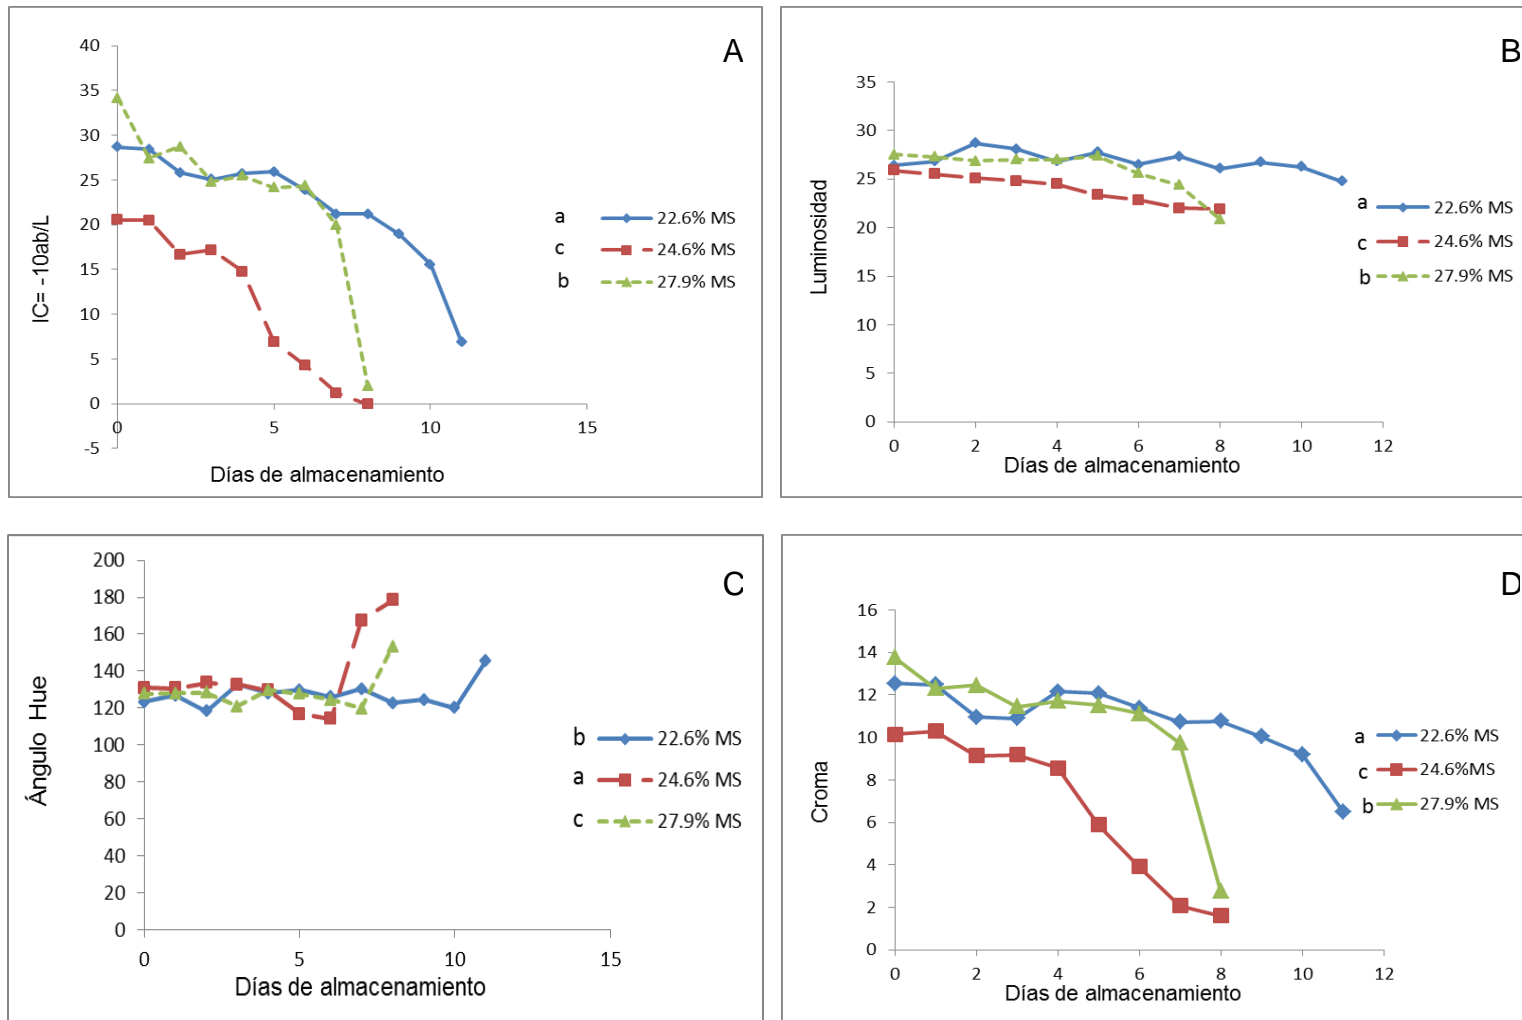 A
40
35
30
25
20
15
10
5
0
-5
0
5
10
15
IC= -10ab/L
Días de almacenamiento
a 22.6% MS
c 24.6% MS
b 27.9% MS
B
35
30
25
20
15
10
5
0
0
2
4
6
8
10
12
Luminosidad
Días de almacenamiento
a 22.6% MS
c 24.6% MS
b 27.9% MS
C
200
180
160
140
120
100
80
60
40
20
0
0
5
10
15
Ángulo Hue
Días de almacenamiento
b 22.6% MS
a 24.6% MS
c 27.9% MS
D
16
14
12
10
8
6
4
2
0
0
2
4
6
8
10
12
Croma
Días de almacenamiento
a 22.6% MS
c 24.6%MS
b 27.9% MS